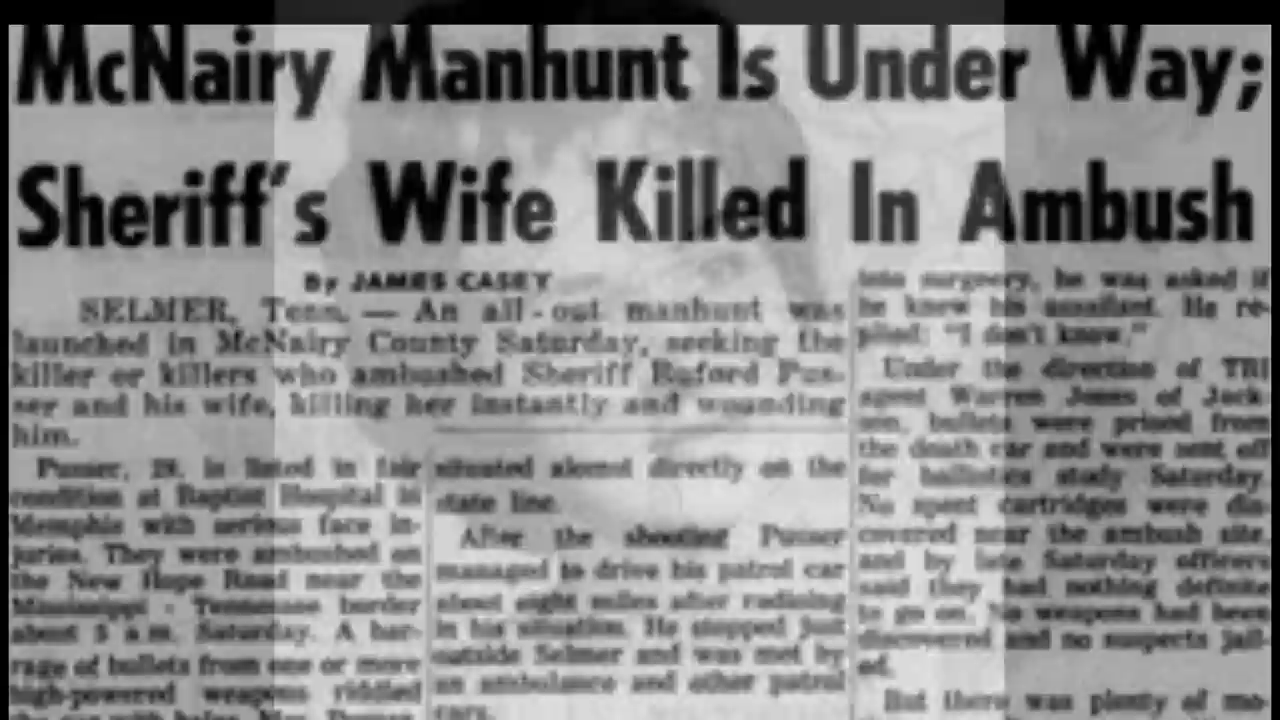 McNairy Manhunt Is Under Way;
Sheriff's Wife Killed In Ambush
By JAMES CASEY
SELMER, Tenn. — An all-out manhunt was
launched in McNairy County Saturday, seeking the
killer or killers who ambushed Sheriff Buford Pus-
ser and his wife, killing her instantly and wounding
him.
Pusser, 29, is listed in fair
condition at Baptist Hospital in
Memphis with serious face in-
juries. They were ambushed on
the New Hope Road near the
Mississippi - Tennessee border
about 5 a.m. Saturday. A bar-
rage of bullets from one or more
high-powered weapons riddled
the car with holes. Mrs. Pusser
situated alomst directly on the
state line.
After the shooting Pusser
managed to drive his patrol car
about eight miles after radioing
in his situation. He stopped just
outside Selmer and was met by
an ambulance and other patrol
cars.
into surgery, he was asked if
he knew his assailant. He re-
plied: "I don't know."
Under the direction of TBI
agent Warren Jones of Jack-
son, bullets were prized from
the death car and were sent off
for ballistics study Saturday.
No spent cartridges were dis-
covered near the ambush site,
and by late Saturday officers
said they had nothing definite
to go on. No weapons had been
discovered and no suspects jail-
ed.
But there was plenty of mo-